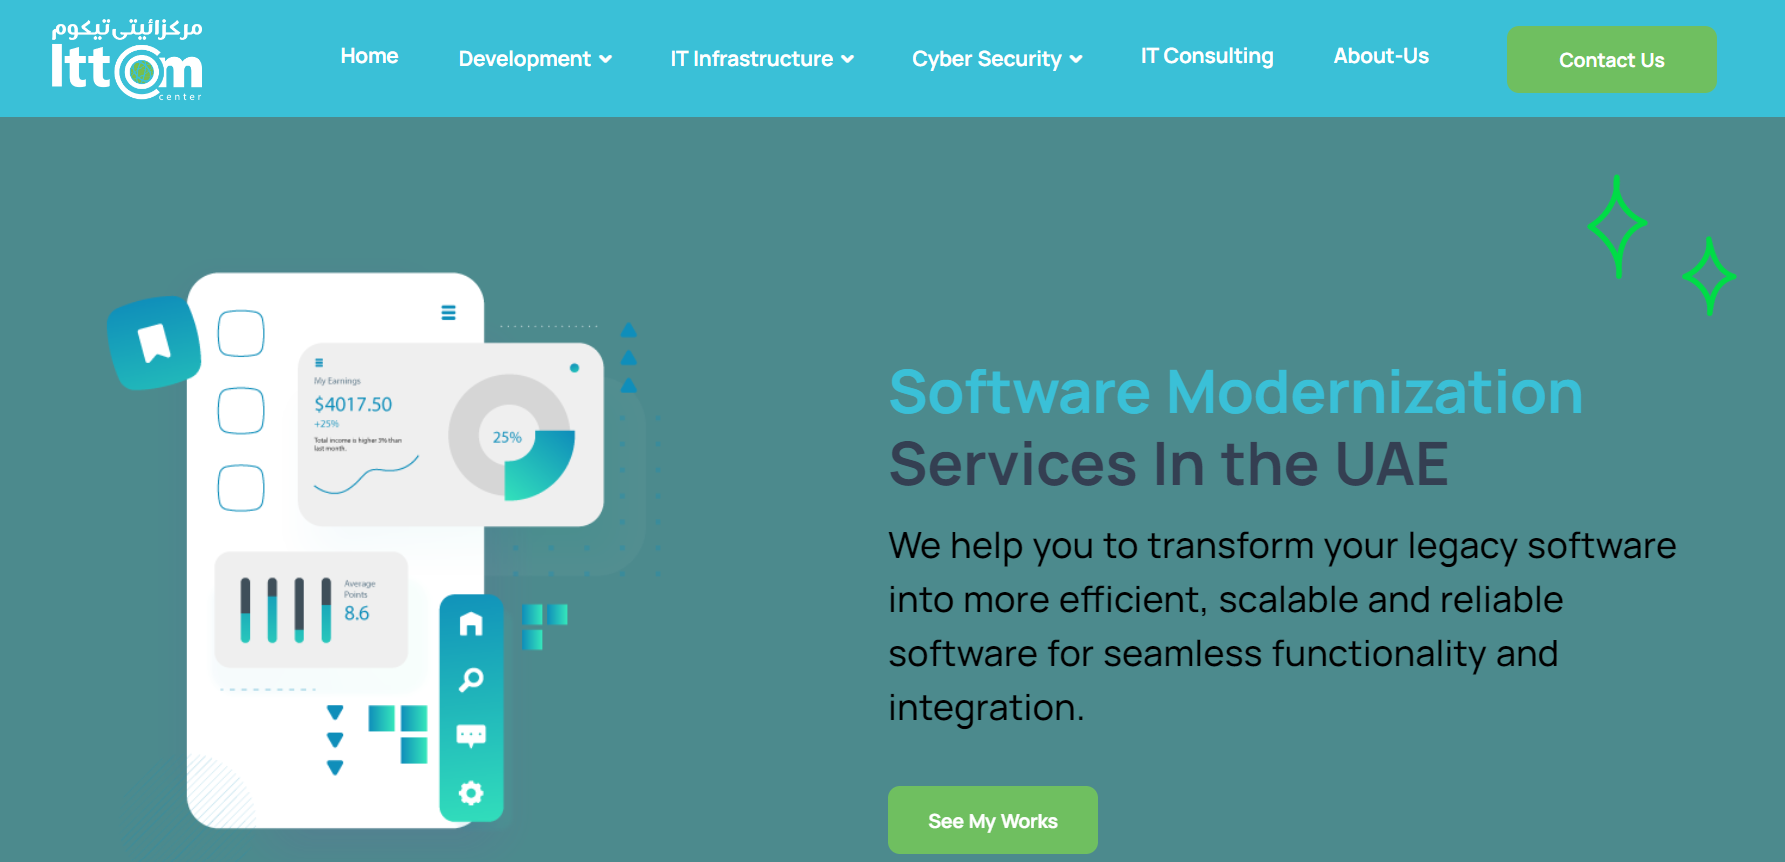 مركزائیتی تیکوم
Ittcom
center
Home
Development
IT Infrastructure
Cyber Security
IT Consulting
About-Us
Contact Us
My Earnings
$4017.50
+25%
Total income is higher 3% than
last month.
25%
Average
Points
8.6
Software Modernization
Services In the UAE
We help you to transform your legacy software
into more efficient, scalable and reliable
software for seamless functionality and
integration.
See My Works